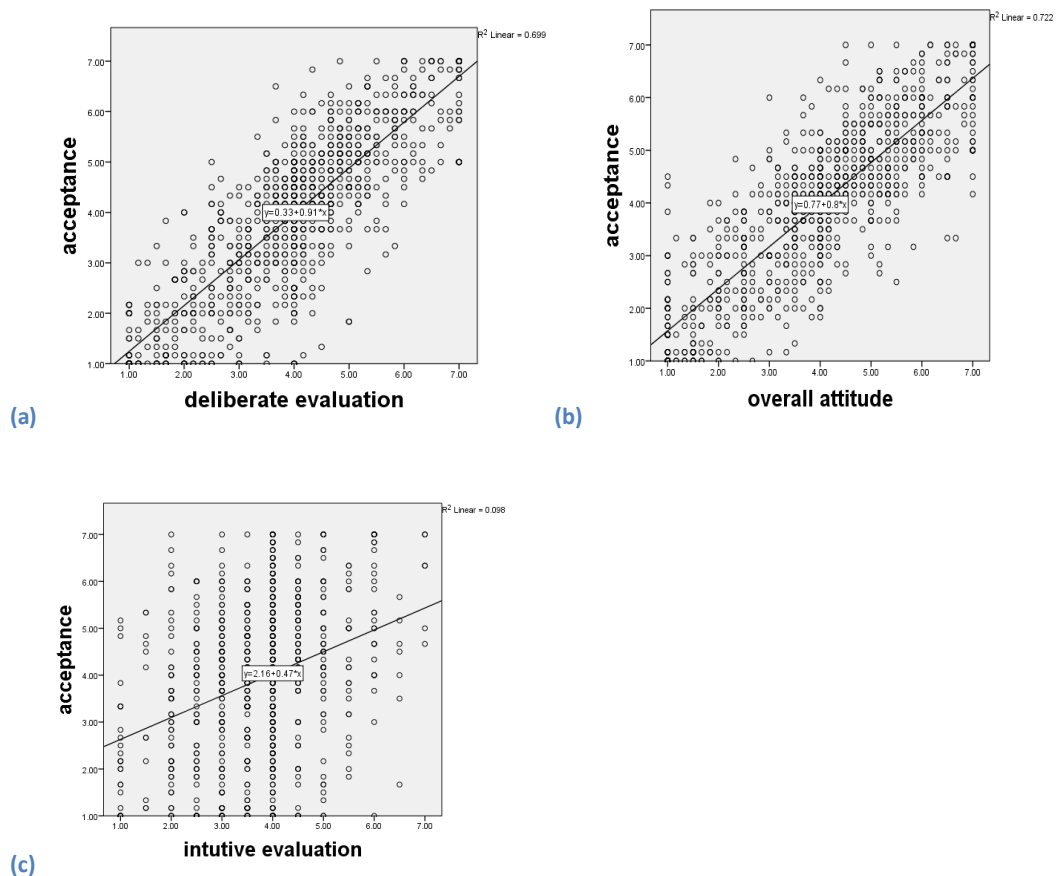 R² Linear = 0.699
7.00
6.00
5.00
4.00
3.00
2.00
1.00
acceptance
y=0.33+0.91*x
1.00 2.00 3.00 4.00 5.00 6.00 7.00
deliberate evaluation
(a)
R² Linear = 0.722
7.00
6.00
5.00
4.00
3.00
2.00
1.00
acceptance
y=0.77+0.8*x
1.00 2.00 3.00 4.00 5.00 6.00 7.00
overall attitude
(b)
R² Linear = 0.098
7.00
6.00
5.00
4.00
3.00
2.00
1.00
acceptance
y=2.16+0.47*x
1.00 2.00 3.00 4.00 5.00 6.00 7.00
intutive evaluation
(c)